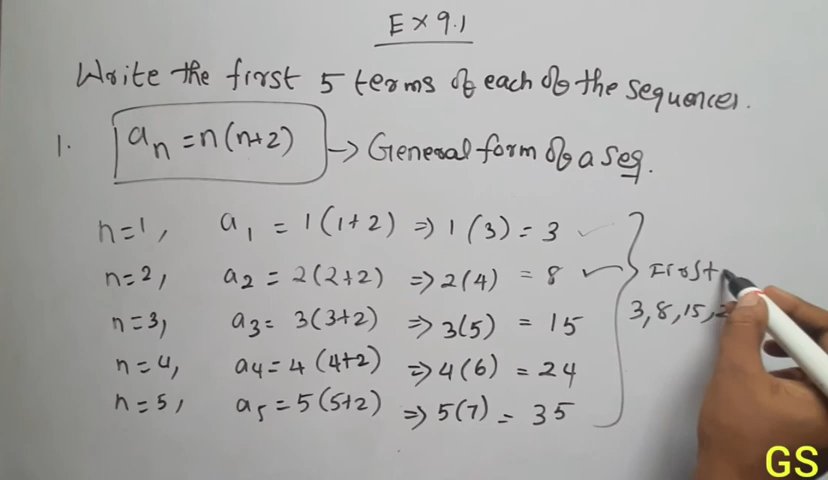 Ex 9.1
Write the first 5 terms of each of the sequences.
1. aₙ = n(n+2) → General form of a seq.
n=1, a₁ = 1(1+2) ⇒ 1(3) = 3 ✓
n=2, a₂ = 2(2+2) ⇒ 2(4) = 8 ✓
First
n=3, a₃ = 3(3+2) ⇒ 3(5) = 15
3,8,15,
n=4, a₄ = 4(4+2) ⇒ 4(6) = 24
n=5, a₅ = 5(5+2) ⇒ 5(7) = 35
GS